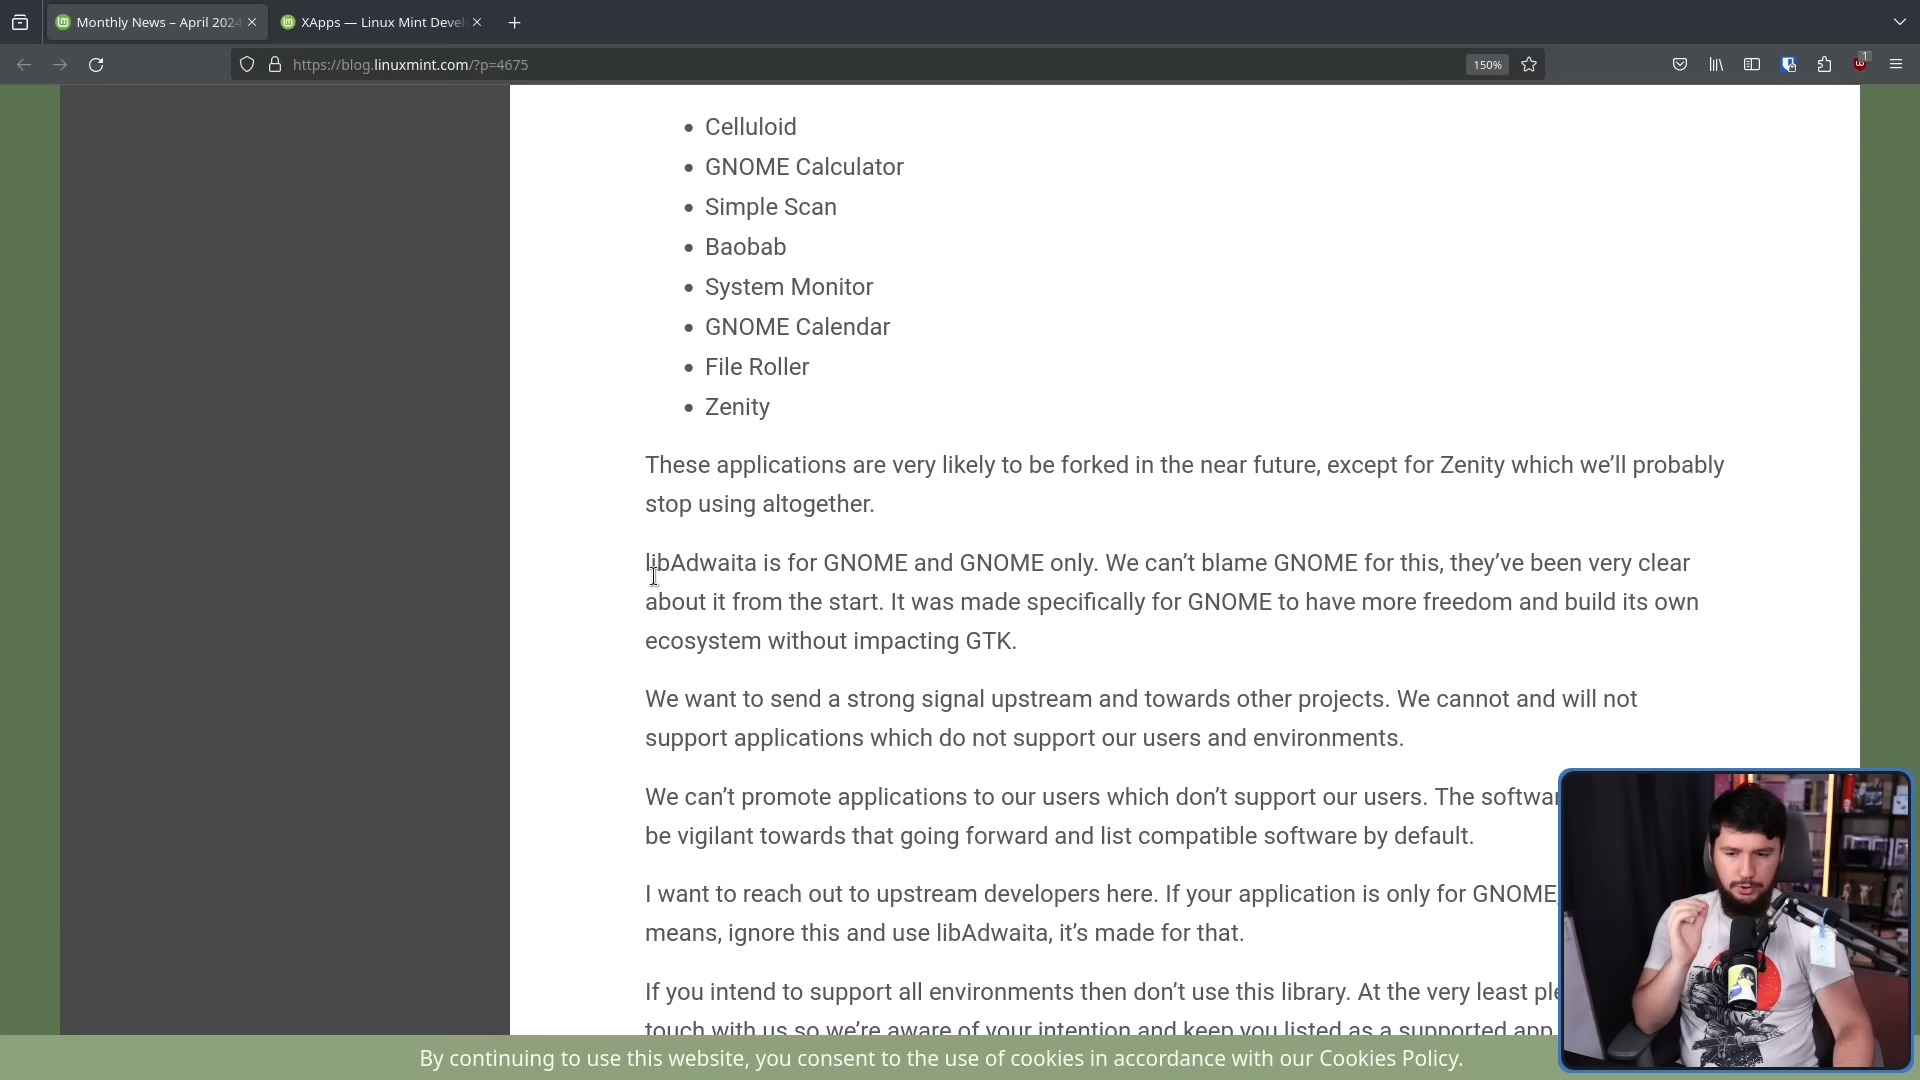 Monthly News – April 2024
XApps — Linux Mint Devel
https://blog.linuxmint.com/?p=4675
150%
1
• Celluloid
• GNOME Calculator
• Simple Scan
• Baobab
• System Monitor
• GNOME Calendar
• File Roller
• Zenity
These applications are very likely to be forked in the near future, except for Zenity which we’ll probably
stop using altogether.
libAdwaita is for GNOME and GNOME only. We can’t blame GNOME for this, they’ve been very clear
about it from the start. It was made specifically for GNOME to have more freedom and build its own
ecosystem without impacting GTK.
We want to send a strong signal upstream and towards other projects. We cannot and will not
support applications which do not support our users and environments.
We can’t promote applications to our users which don’t support our users. The softwar
be vigilant towards that going forward and list compatible software by default.
I want to reach out to upstream developers here. If your application is only for GNOME,
means, ignore this and use libAdwaita, it’s made for that.
If you intend to support all environments then don’t use this library. At the very least ple
touch with us so we’re aware of your intention and keep you listed as a supported app
By continuing to use this website, you consent to the use of cookies in accordance with our Cookies Policy.